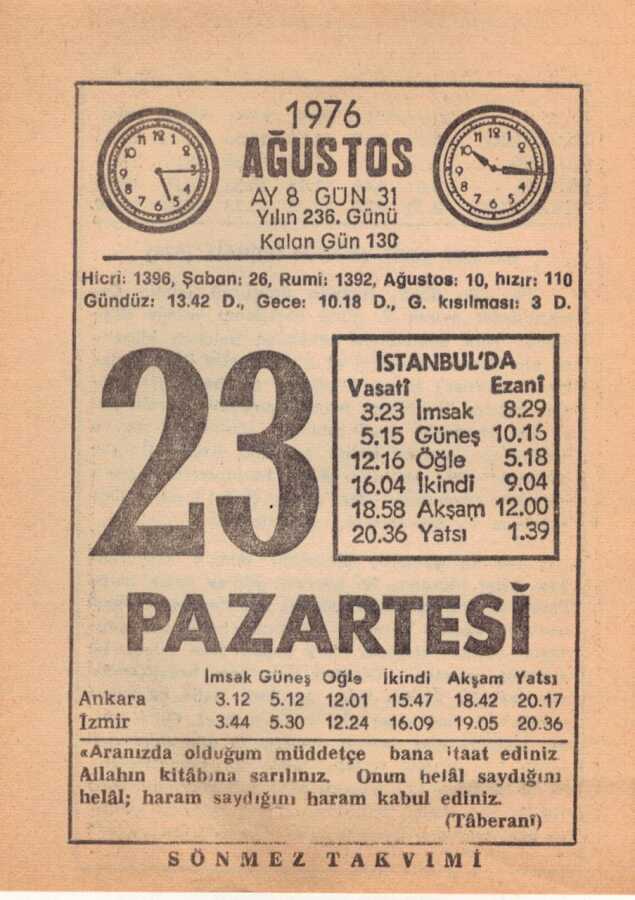 1976
AĞUSTOS
AY 8 GÜN 31
Yılın 236. Günü
Kalan Gün 130
Hicri: 1396, Şaban: 26, Rumi: 1392, Ağustos: 10, hızır: 110
Gündüz: 13.42 D., Gece: 10.18 D., G. kısılması: 3 D.
23
İSTANBUL'DA
Vasatî Ezanî
3.23 İmsak 8.29
5.15 Güneş 10.15
12.16 Öğle 5.18
16.04 İkindi 9.04
18.58 Akşam 12.00
20.36 Yatsı 1.39
PAZARTESİ
İmsak Güneş Öğle İkindi Akşam Yatsı
Ankara 3.12 5.12 12.01 15.47 18.42 20.17
İzmir 3.44 5.30 12.24 16.09 19.05 20.36
«Aranızda olduğum müddetçe bana itaat ediniz
Allahın kitâbına sarılınız. Onun helâl saydığını
helâl; haram saydığını haram kabul ediniz.
(Tâberanî)
SÖNMEZ TAKVİMİ